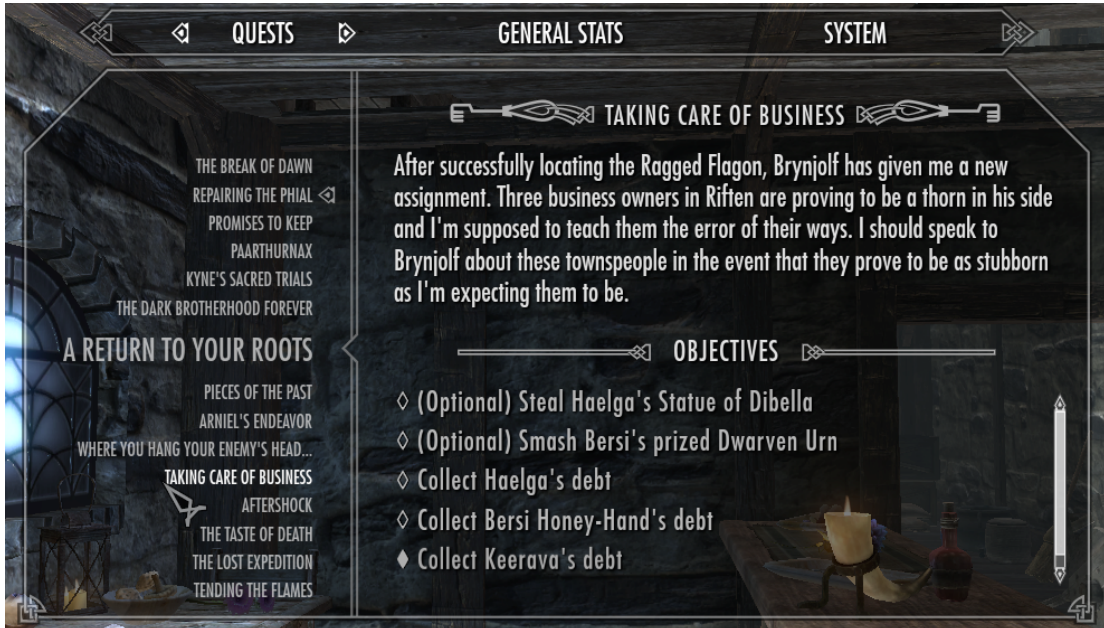 QUESTS
GENERAL STATS
SYSTEM
THE BREAK OF DAWN
REPAIRING THE PHIAL
PROMISES TO KEEP
PAARTHURNAX
KYNE'S SACRED TRIALS
THE DARK BROTHERHOOD FOREVER
A RETURN TO YOUR ROOTS
PIECES OF THE PAST
ARNIEL'S ENDEAVOR
WHERE YOU HANG YOUR ENEMY'S HEAD...
TAKING CARE OF BUSINESS
AFTERSHOCK
THE TASTE OF DEATH
THE LOST EXPEDITION
TENDING THE FLAMES
TAKING CARE OF BUSINESS
After successfully locating the Ragged Flagon, Brynjolf has given me a new
assignment. Three business owners in Riften are proving to be a thorn in his side
and I'm supposed to teach them the error of their ways. I should speak to
Brynjolf about these townspeople in the event that they prove to be as stubborn
as I'm expecting them to be.
OBJECTIVES
(Optional) Steal Haelga's Statue of Dibella
(Optional) Smash Bersi's prized Dwarven Urn
Collect Haelga's debt
Collect Bersi Honey-Hand's debt
Collect Keerava's debt